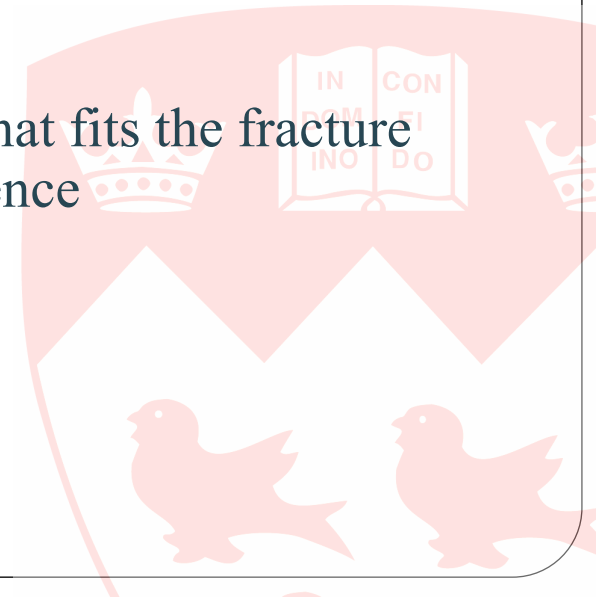 IN CON
DOM FI
hat fits the fracture
INO DO
ence